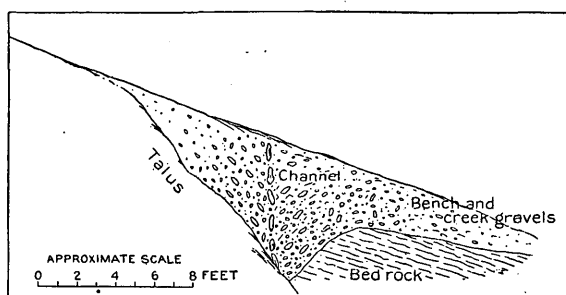 Talus
Channel
Bench and
creek gravels
Bed rock
APPROXIMATE SCALE
0 2 4 6 8 FEET